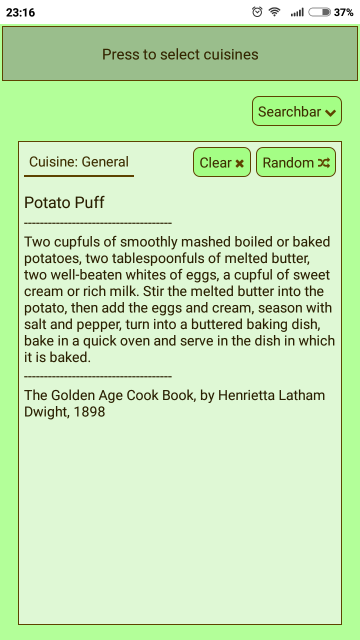 23:16
37%
Press to select cuisines
Searchbar
Cuisine: General
Clear
Random
Potato Puff
-------------------------------------
Two cupfuls of smoothly mashed boiled or baked
potatoes, two tablespoonfuls of melted butter,
two well-beaten whites of eggs, a cupful of sweet
cream or rich milk. Stir the melted butter into the
potato, then add the eggs and cream, season with
salt and pepper, turn into a buttered baking dish,
bake in a quick oven and serve in the dish in which
it is baked.
-------------------------------------
The Golden Age Cook Book, by Henrietta Latham
Dwight, 1898